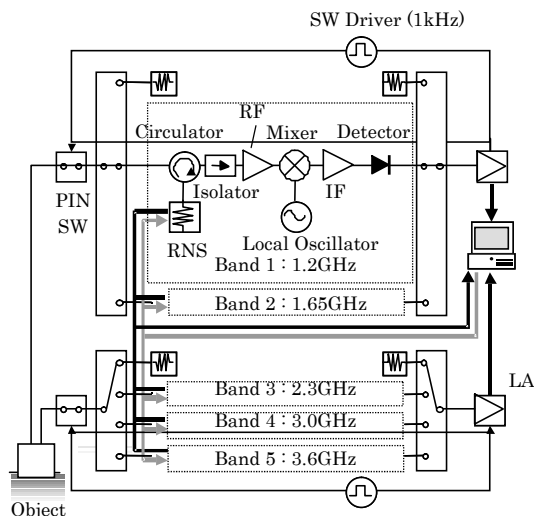 SW Driver (1kHz)
RF
Circulator
Mixer
Detector
Isolator
IF
PIN
SW
RNS
Local Oscillator
Band 1 : 1.2GHz
Band 2 : 1.65GHz
LA
Band 3 : 2.3GHz
Band 4 : 3.0GHz
Band 5 : 3.6GHz
Object